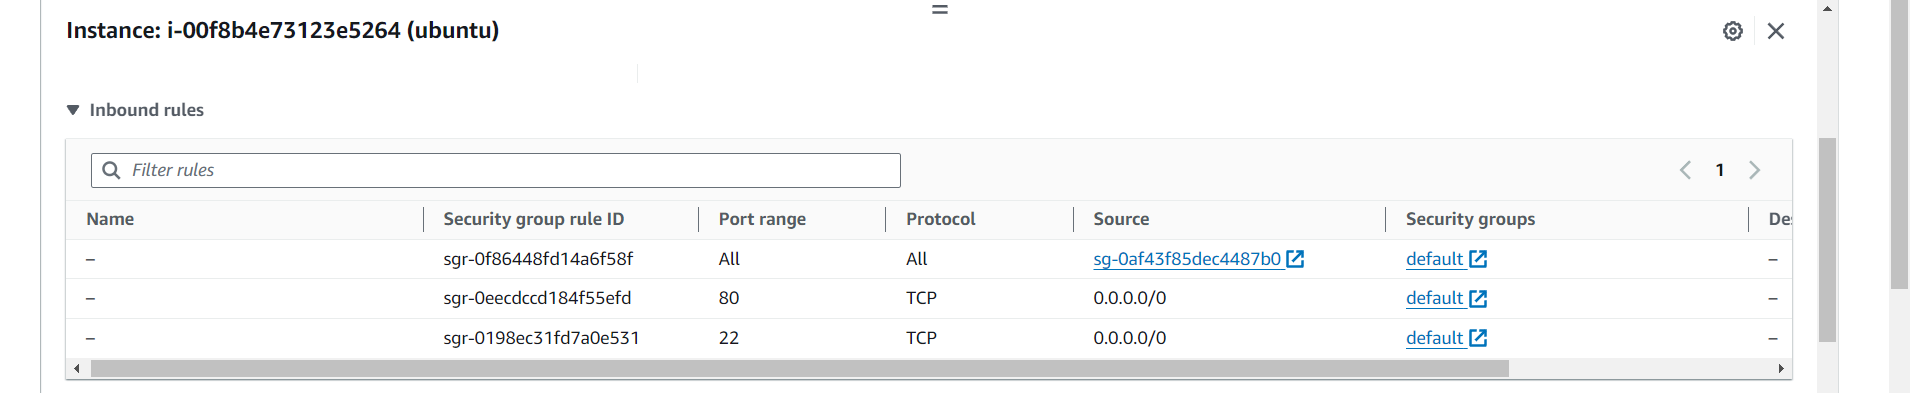 Instance: i-00f8b4e73123e5264 (ubuntu)
Inbound rules
Filter rules
1
Name Security group rule ID Port range Protocol Source Security groups De
– sgr-0f86448fd14a6f58f All All sg-0af43f85dec4487b0 default –
– sgr-0eecdccd184f55efd 80 TCP 0.0.0.0/0 default –
– sgr-0198ec31fd7a0e531 22 TCP 0.0.0.0/0 default –